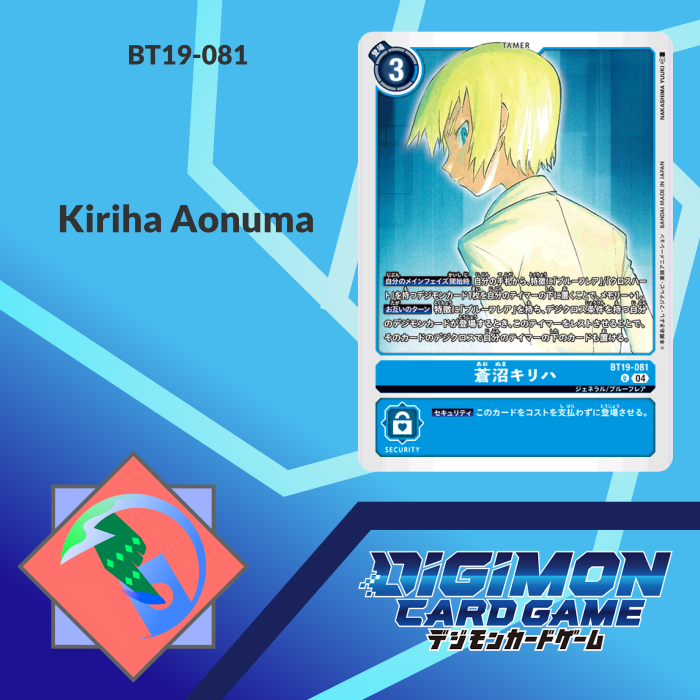 BT19-081
Kiriha Aonuma
TAMER
登場
3
NAKASHIMA YUUKI
BANDAI MADE IN JAPAN
自分のメインフェイズ開始時 自分の手札から、特徴に「ブルーフレア」/「クロスハー
ト」を持つデジモンカード1枚を自分のテイマーの下に置くことで、メモリー+1。
お互いのターン 特徴に「ブルーフレア」を持ち、デジクロス条件を持つ自分
のデジモンカードが登場するとき、このテイマーをレストさせることで、
そのカードのデジクロスで自分のテイマーの下のカードも置ける。
あお ぬま
蒼沼キリハ
BT19-081
U 04
ジェネラル/ブルーフレア
セキュリティ このカードをコストを支払わずに登場させる。
SECURITY
DIGIMON
CARD GAME
デジモンカードゲーム